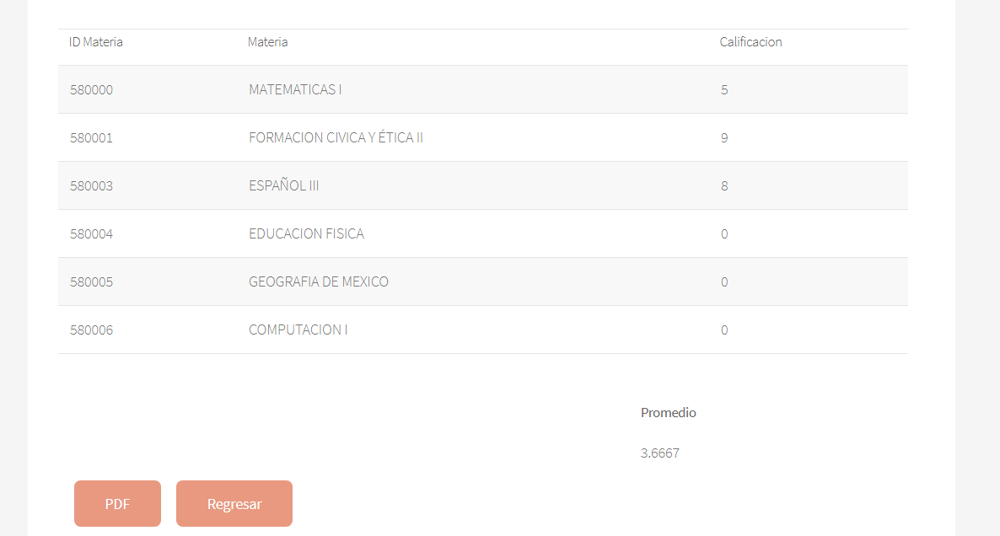 ID Materia Materia Calificacion
580000 MATEMATICAS I 5
580001 FORMACION CIVICA Y ÉTICA II 9
580003 ESPAÑOL III 8
580004 EDUCACION FISICA 0
580005 GEOGRAFIA DE MEXICO 0
580006 COMPUTACION I 0
Promedio
3.6667
PDF Regresar